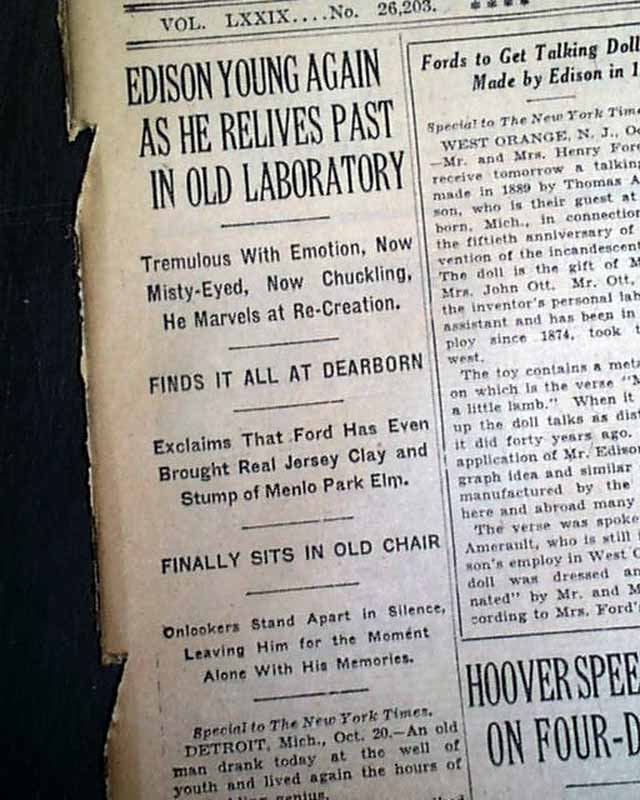 VOL. LXXIX....No. 26,203.
* * * *
EDISON YOUNG AGAIN
AS HE RELIVES PAST
IN OLD LABORATORY
Tremulous With Emotion, Now
Misty-Eyed, Now Chuckling,
He Marvels at Re-Creation.
FINDS IT ALL AT DEARBORN
Exclaims That Ford Has Even
Brought Real Jersey Clay and
Stump of Menlo Park Elm.
FINALLY SITS IN OLD CHAIR
Onlookers Stand Apart in Silence,
Leaving Him for the Moment
Alone With His Memories.
Special to The New York Times.
DETROIT, Mich., Oct. 20.—An old
man drank today at the well of
youth and lived again the hours of
genius.
Fords to Get Talking Doll
Made by Edison in 1
Special to The New York Time
WEST ORANGE, N. J., Oc
—Mr. and Mrs. Henry Ford
receive tomorrow a talking
made in 1889 by Thomas A
son, who is their guest at
born, Mich., in connection
the fiftieth anniversary of
vention of the incandescent
The doll is the gift of M
Mrs. John Ott. Mr. Ott,
the inventor's personal lab
assistant and has been in
ploy since 1874, took t
west.
The toy contains a meta
on which is the verse "M
a little lamb." When it
up the doll talks as dist
it did forty years ago.
application of Mr. Edison
graph idea and similar
manufactured by the
here and abroad many
The verse was spoke
Amerault, who is still i
son's employ in West O
doll was dressed an
nated" by Mr. and M
cording to Mrs. Ford's
HOOVER SPEE
ON FOUR-D